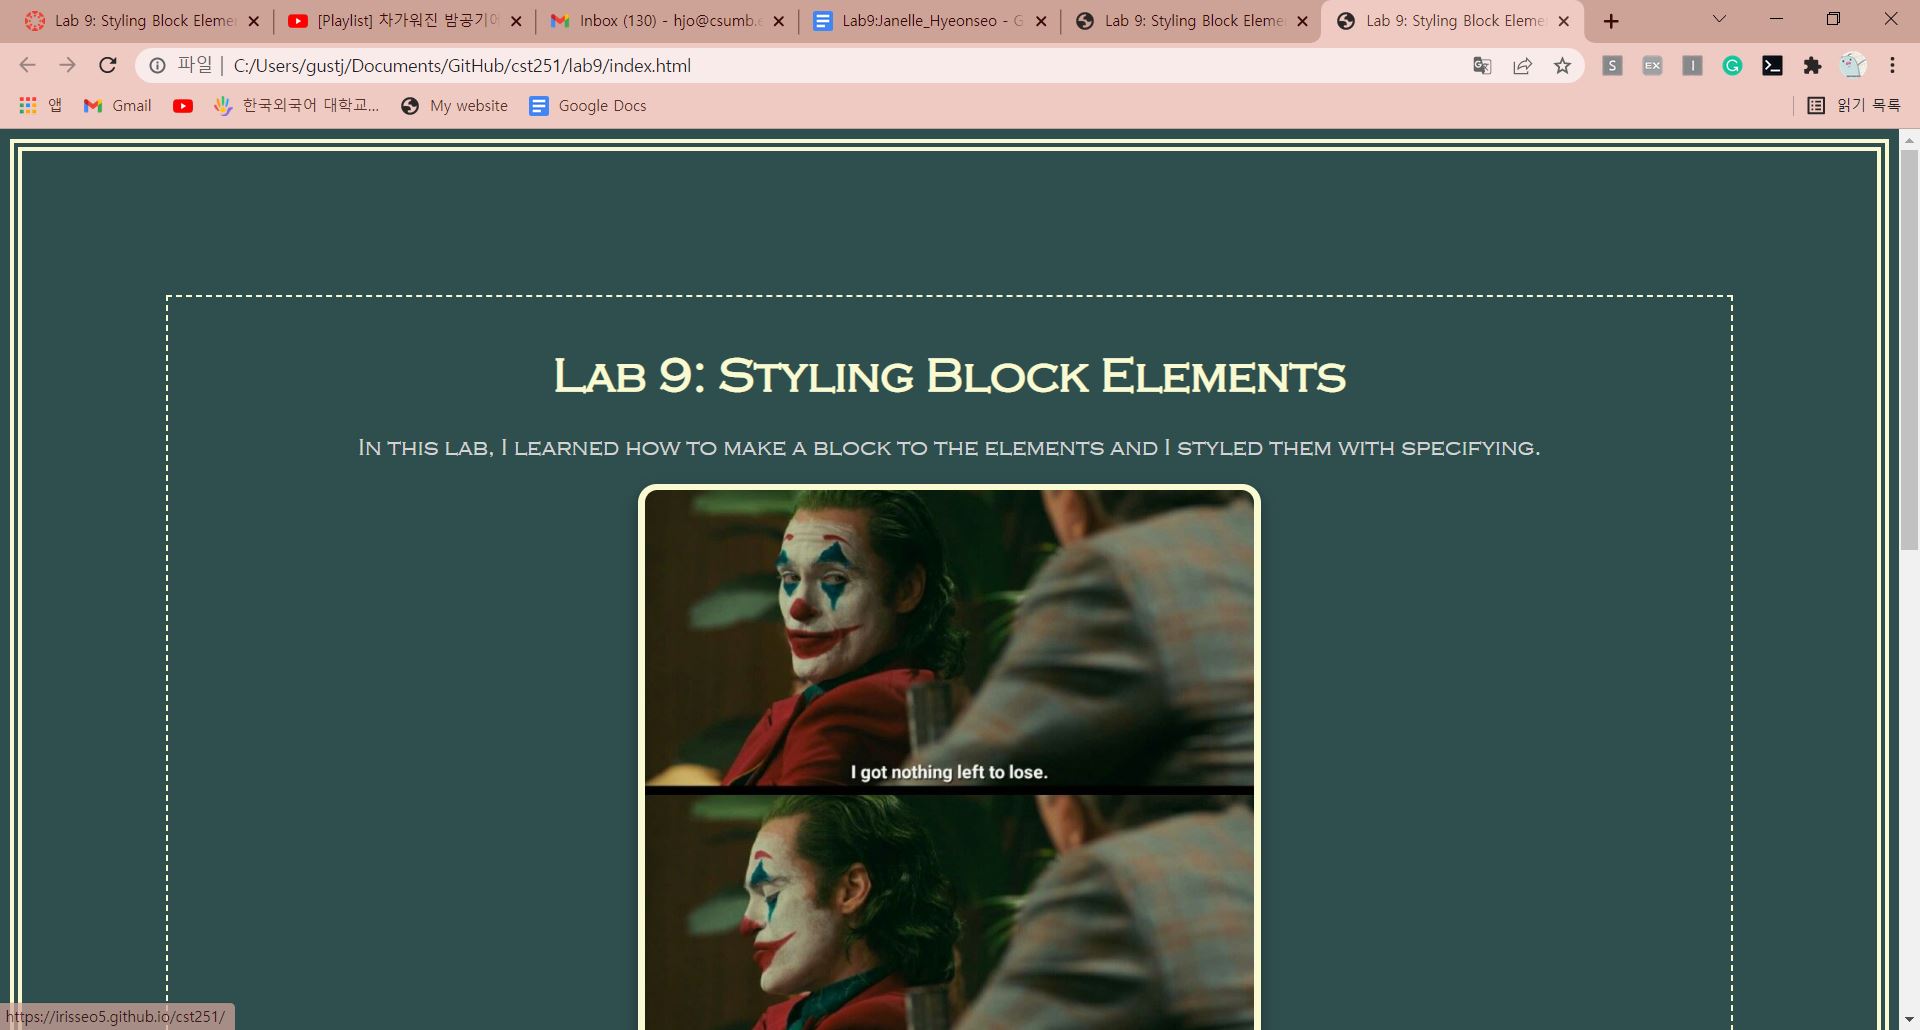 Lab 9: Styling Block Eleme
[Playlist] 차가워진 밤공기에
Inbox (130) - hjo@csumb.e
Lab9:Janelle_Hyeonseo - G
Lab 9: Styling Block Eleme
Lab 9: Styling Block Eleme
파일 | C:/Users/gustj/Documents/GitHub/cst251/lab9/index.html
S
EX
I
G
앱
Gmail
한국외국어 대학교...
My website
Google Docs
읽기 목록
Lab 9: Styling Block Elements
In this lab, I learned how to make a block to the elements and I styled them with specifying.
I got nothing left to lose.
https://irisseo5.github.io/cst251/